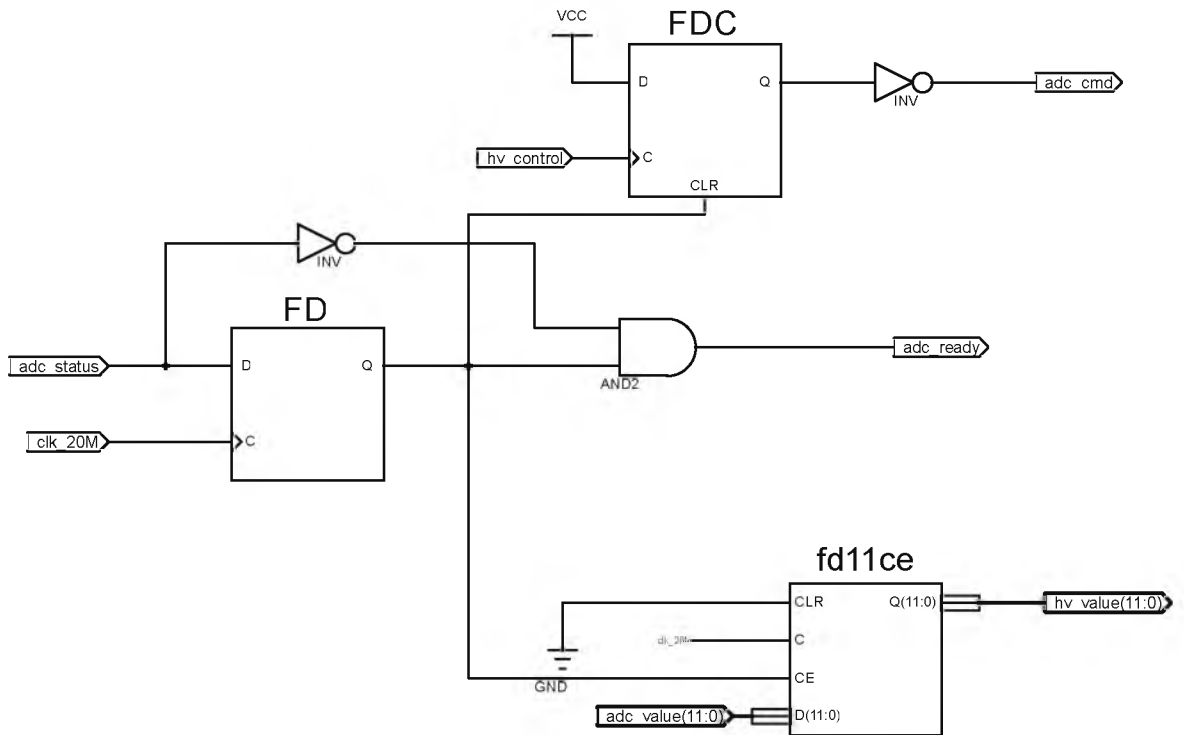 VCC
FDC
D
Q
INV
adc_cmd
hv_control
C
CLR
INV
FD
adc_status
D
Q
AND2
adc_ready
clk_20M
C
fd11ce
CLR
Q(11:0)
hv_value(11:0)
clk_20M
C
GND
CE
adc_value(11:0)
D(11:0)